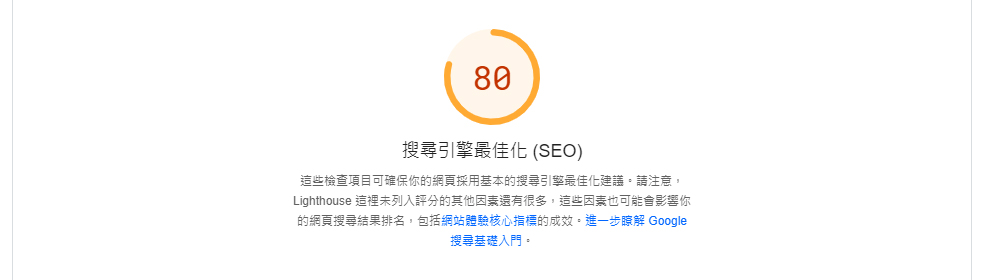 80
搜尋引擎最佳化 (SEO)
這些檢查項目可確保你的網頁採用基本的搜尋引擎最佳化建議。請注意，
Lighthouse 這裡未列入評分的其他因素還有很多，這些因素也可能會影響你
的網頁搜尋結果排名，包括網站體驗核心指標的成效。進一步瞭解 Google
搜尋基礎入門。